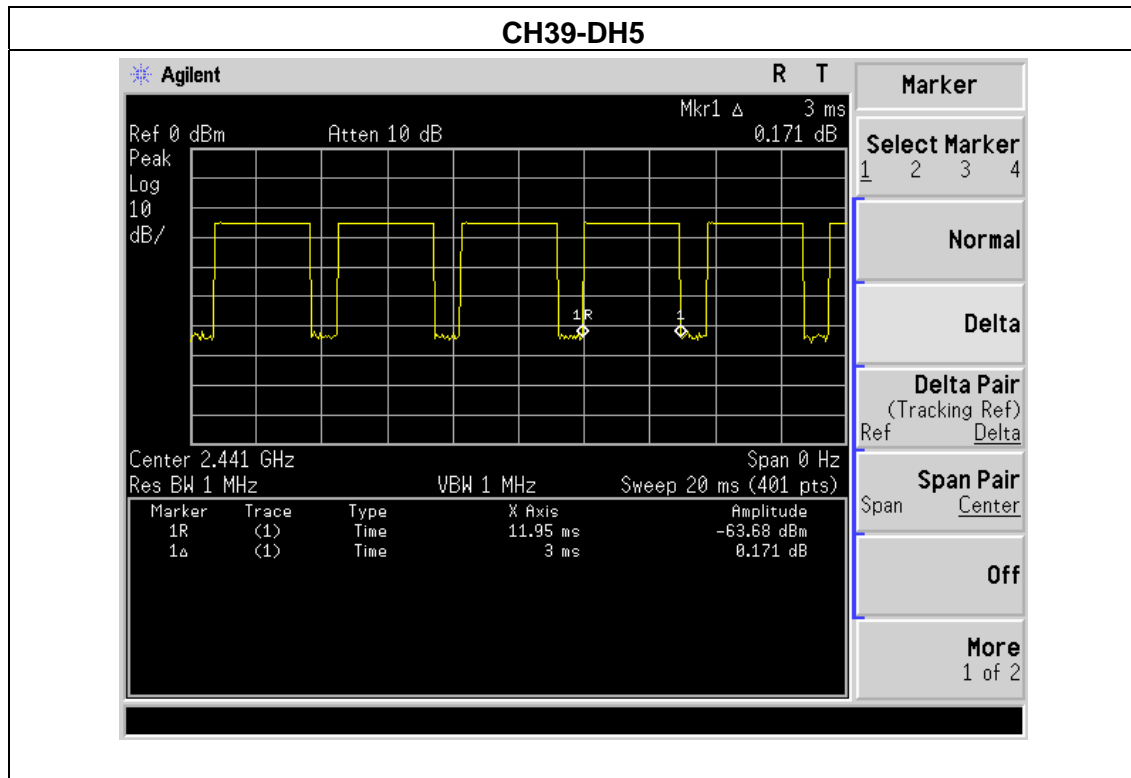 CH39-DH5
Agilent R T
Mkr1 Δ 3 ms
Ref 0 dBm Atten 10 dB 0.171 dB
Peak
Log
10
dB/
1R 1
Center 2.441 GHz Span 0 Hz
Res BW 1 MHz VBW 1 MHz Sweep 20 ms (401 pts)
Marker Trace Type X Axis Amplitude
1R (1) Time 11.95 ms -63.68 dBm
1Δ (1) Time 3 ms 0.171 dB
Marker
Select Marker
1 2 3 4
Normal
Delta
Delta Pair
(Tracking Ref)
Ref Delta
Span Pair
Span Center
Off
More
1 of 2